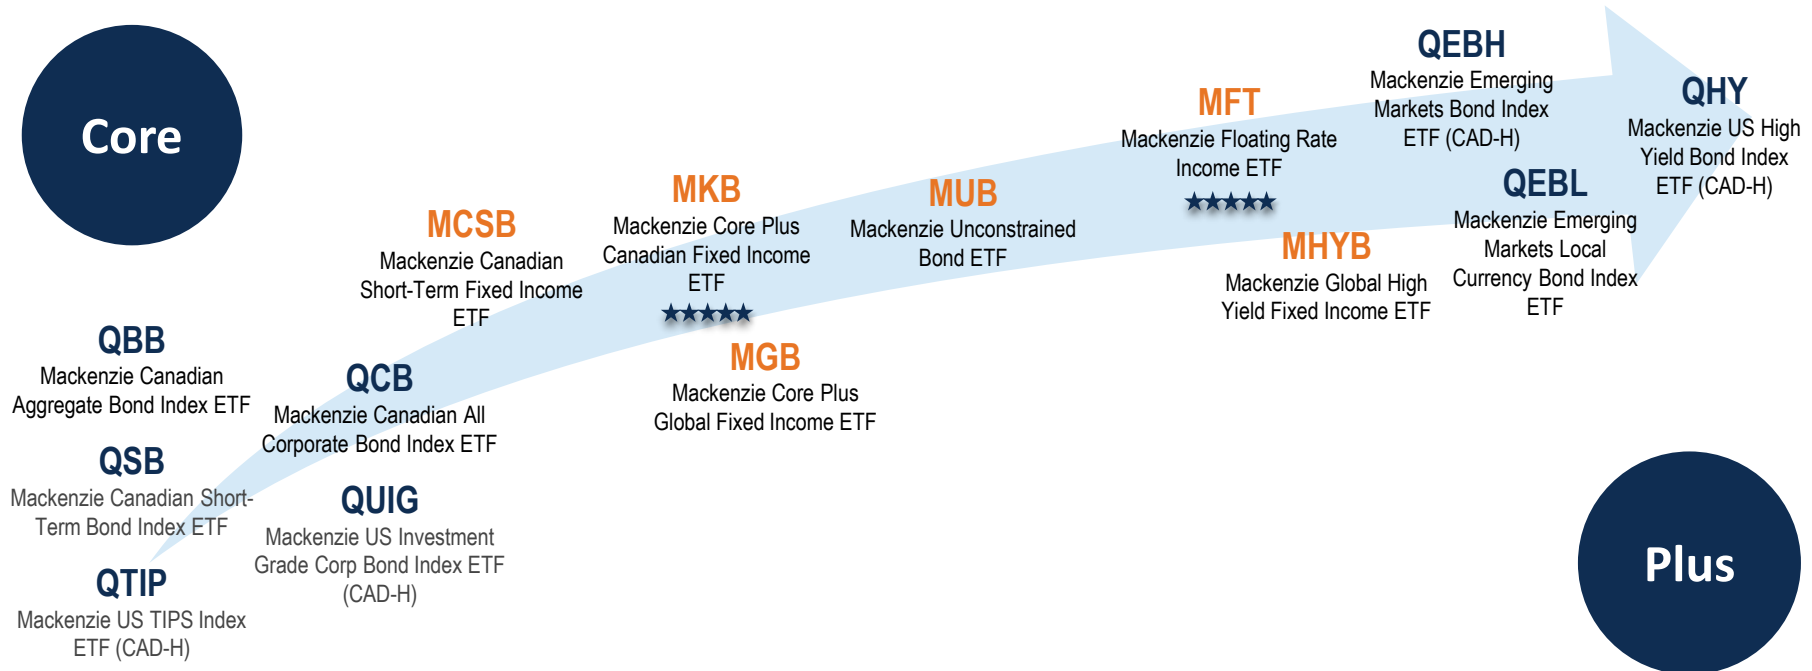 Core
QBB
Mackenzie Canadian
Aggregate Bond Index ETF
QSB
Mackenzie Canadian Short-
Term Bond Index ETF
QTIP
Mackenzie US TIPS Index
ETF (CAD-H)
QCB
Mackenzie Canadian All
Corporate Bond Index ETF
QUIG
Mackenzie US Investment
Grade Corp Bond Index ETF
(CAD-H)
MCSB
Mackenzie Canadian
Short-Term Fixed Income
ETF
MKB
Mackenzie Core Plus
Canadian Fixed Income
ETF
★★★★★
MGB
Mackenzie Core Plus
Global Fixed Income ETF
MUB
Mackenzie Unconstrained
Bond ETF
MFT
Mackenzie Floating Rate
Income ETF
★★★★★
MHYB
Mackenzie Global High
Yield Fixed Income ETF
QEBH
Mackenzie Emerging
Markets Bond Index
ETF (CAD-H)
QEBL
Mackenzie Emerging
Markets Local
Currency Bond Index
ETF
QHY
Mackenzie US High
Yield Bond Index
ETF (CAD-H)
Plus